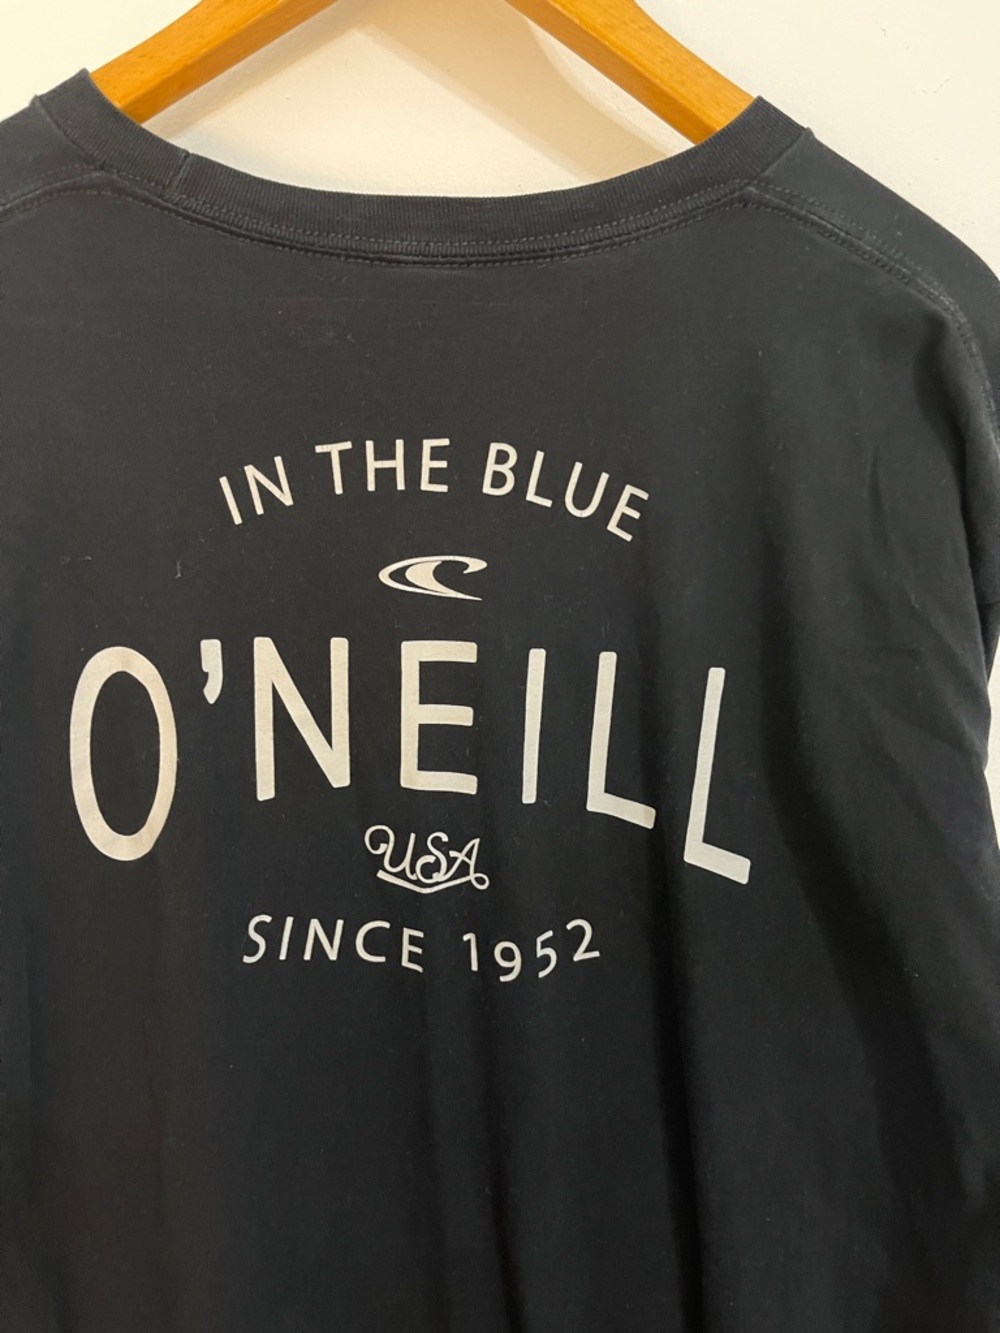 IN THE BLUE
O'NEILL
USA
SINCE 1952